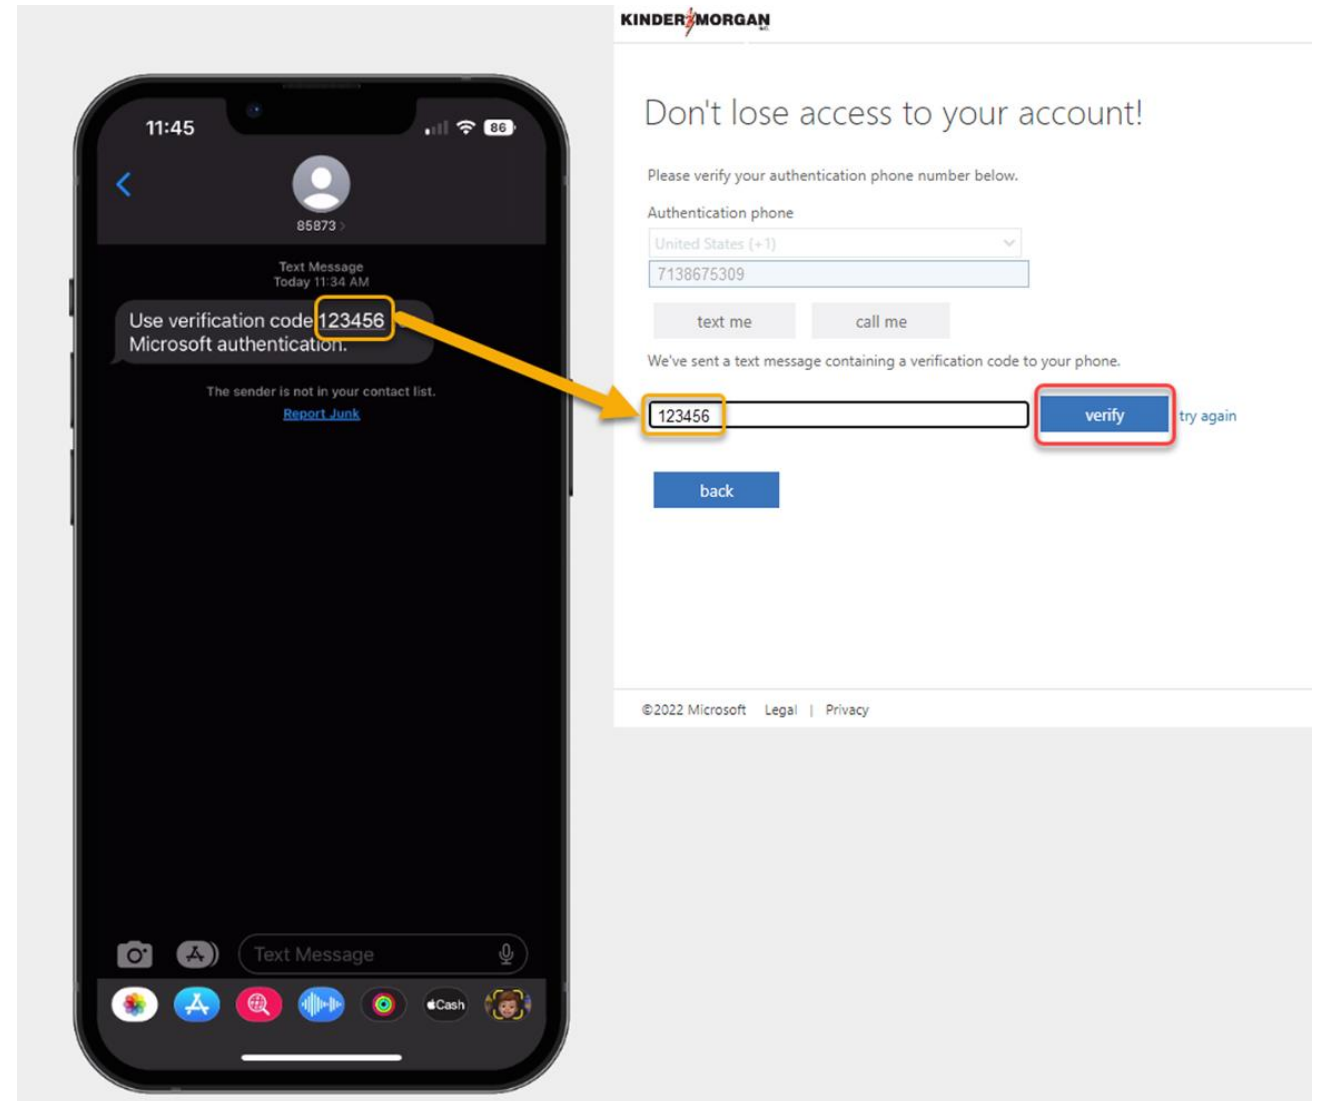 11:45
86
85873 >
Text Message
Today 11:34 AM
Use verification code 123456
Microsoft authentication.
The sender is not in your contact list.
Report Junk
Text Message
Cash
KINDER MORGAN
Don't lose access to your account!
Please verify your authentication phone number below.
Authentication phone
United States (+1)
7138675309
text me call me
We've sent a text message containing a verification code to your phone.
123456 verify try again
back
©2022 Microsoft Legal | Privacy